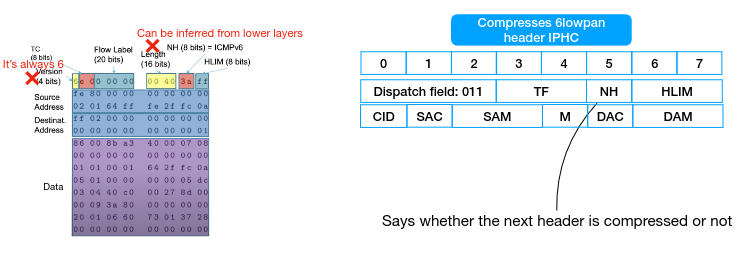 Can be inferred from lower layers
TC
(8 bits)
Flow Label
(20 bits)
NH (8 bits) = ICMPv6
Length
(16 bits)
HLIM (8 bits)
It's always 6
Version
(4 bits)
6e 00 00 00 00 40 3a ff
Source
Address
fe 80 00 00 00 00 00 00
02 01 64 ff fe 2f fc 0a
Destinat.
Address
ff 02 00 00 00 00 00 00
00 00 00 00 00 00 00 01
Data
86 00 8b a3 40 00 07 08
00 00 00 00 00 00 00 00
01 01 00 01 64 2f fc 0a
05 01 00 00 00 00 05 dc
03 04 40 c0 00 27 8d 00
00 09 3a 80 00 00 00 00
20 01 06 60 73 01 37 28
00 00 00 00 00 00 00 00
Compresses 6lowpan
header IPHC
0 1 2 3 4 5 6 7
Dispatch field: 011 TF NH HLIM
CID SAC SAM M DAC DAM
Says whether the next header is compressed or not